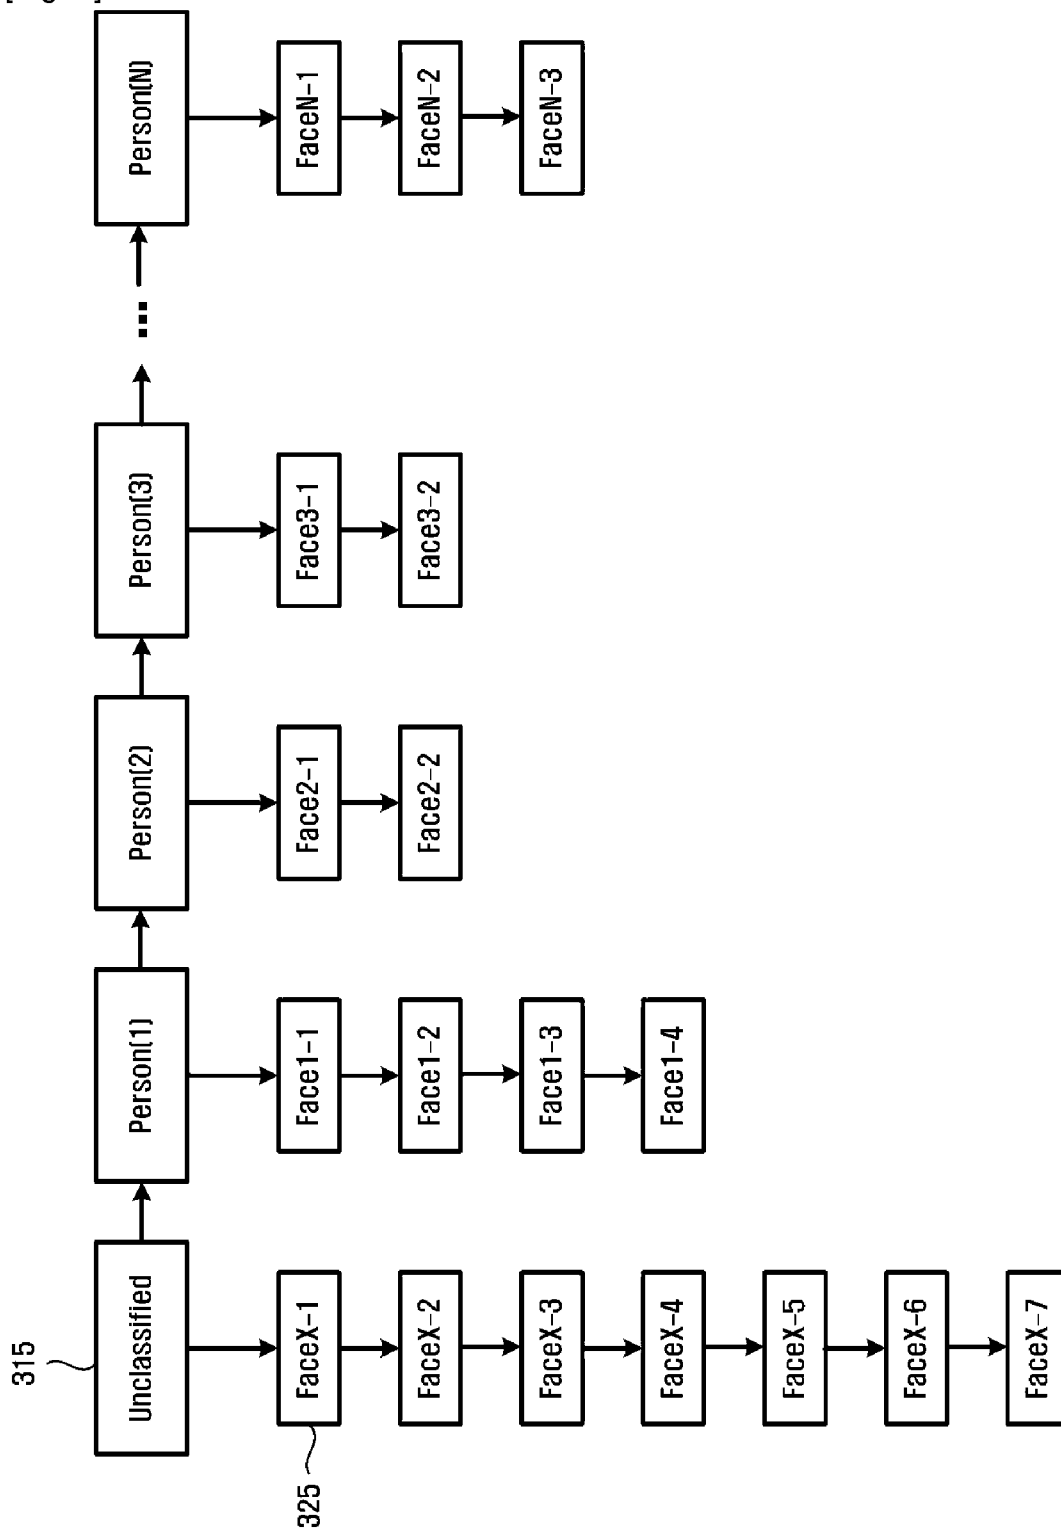 315
Unclassified
Person(1)
Person(2)
Person(3)
...
Person(N)
325
FaceX-1
Face1-1
Face2-1
Face3-1
FaceN-1
FaceX-2
Face1-2
Face2-2
Face3-2
FaceN-2
FaceX-3
Face1-3
FaceN-3
FaceX-4
Face1-4
FaceX-5
FaceX-6
FaceX-7